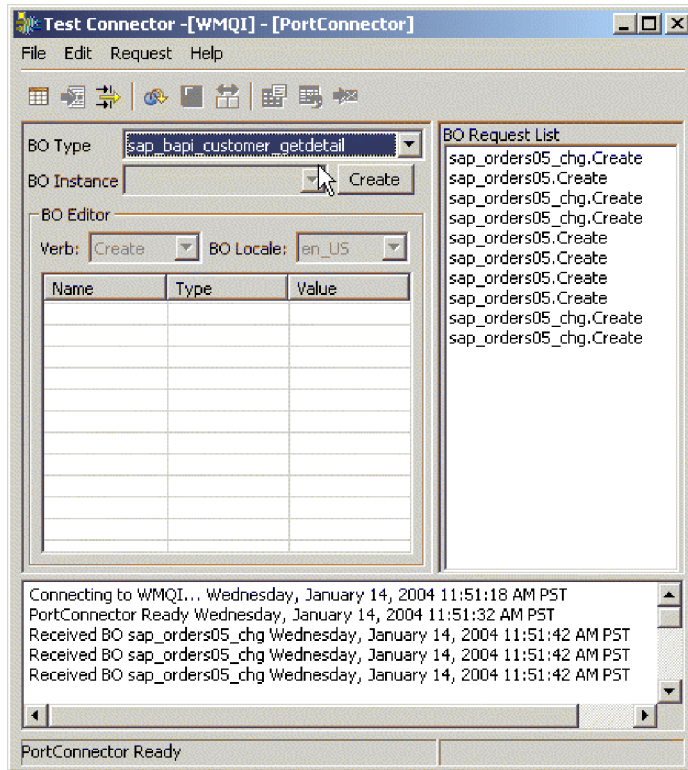 Test Connector -[WMQI] - [PortConnector]
File Edit Request Help
BO Type sap_bapi_customer_getdetail
BO Instance Create
BO Editor
Verb: Create BO Locale: en_US
Name Type Value
BO Request List
sap_orders05_chg.Create
sap_orders05.Create
sap_orders05_chg.Create
sap_orders05_chg.Create
sap_orders05.Create
sap_orders05.Create
sap_orders05.Create
sap_orders05.Create
sap_orders05_chg.Create
sap_orders05_chg.Create
Connecting to WMQI... Wednesday, January 14, 2004 11:51:18 AM PST
PortConnector Ready Wednesday, January 14, 2004 11:51:32 AM PST
Received BO sap_orders05_chg Wednesday, January 14, 2004 11:51:42 AM PST
Received BO sap_orders05_chg Wednesday, January 14, 2004 11:51:42 AM PST
Received BO sap_orders05_chg Wednesday, January 14, 2004 11:51:42 AM PST
PortConnector Ready